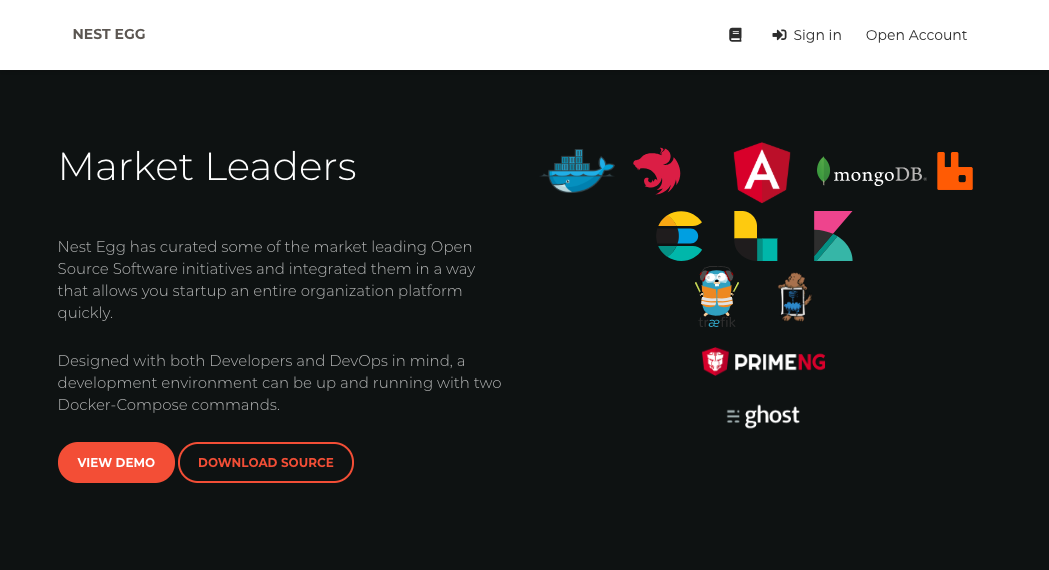 NEST EGG
Sign in
Open Account
Market Leaders
Nest Egg has curated some of the market leading Open
Source Software initiatives and integrated them in a way
that allows you startup an entire organization platform
quickly.
Designed with both Developers and DevOps in mind, a
development environment can be up and running with two
Docker-Compose commands.
VIEW DEMO
DOWNLOAD SOURCE
A
mongoDB.
træfik
PRIMENG
ghost